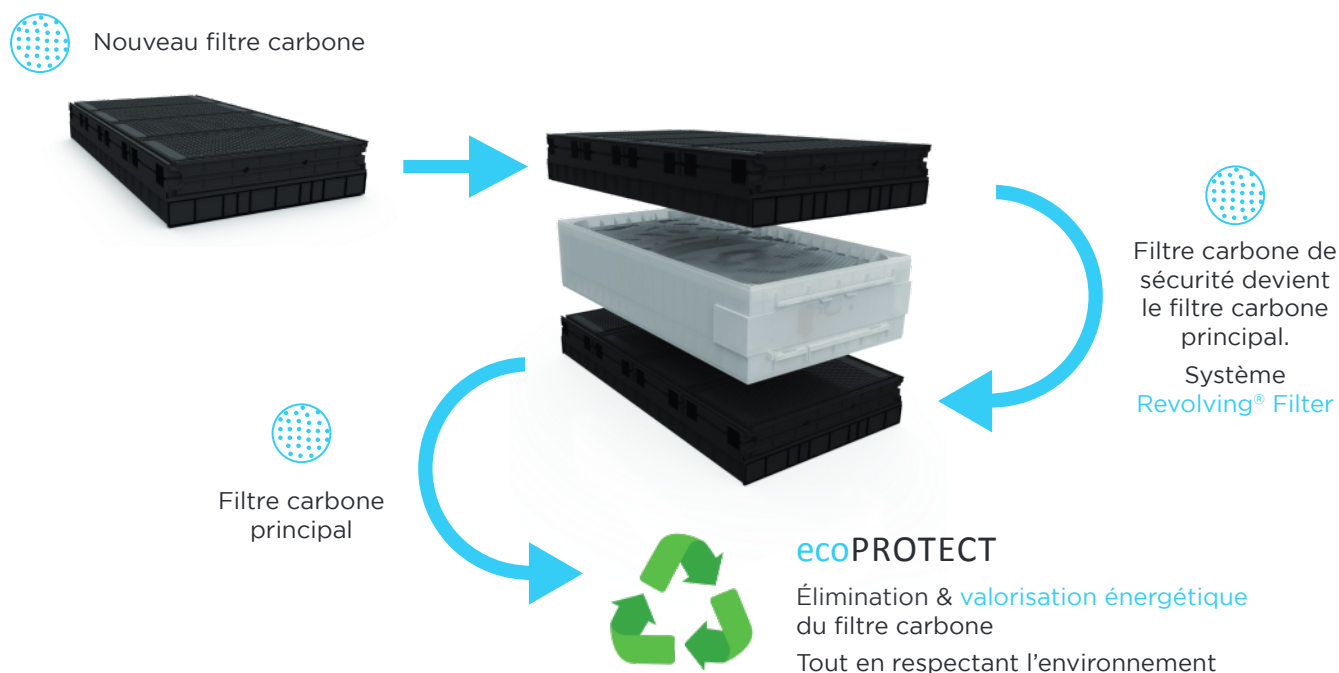 Nouveau filtre carbone
Filtre carbone de
sécurité devient
le filtre carbone
principal.
Système
Revolving® Filter
Filtre carbone
principal
ecoPROTECT
Élimination & valorisation énergétique
du filtre carbone
Tout en respectant l'environnement